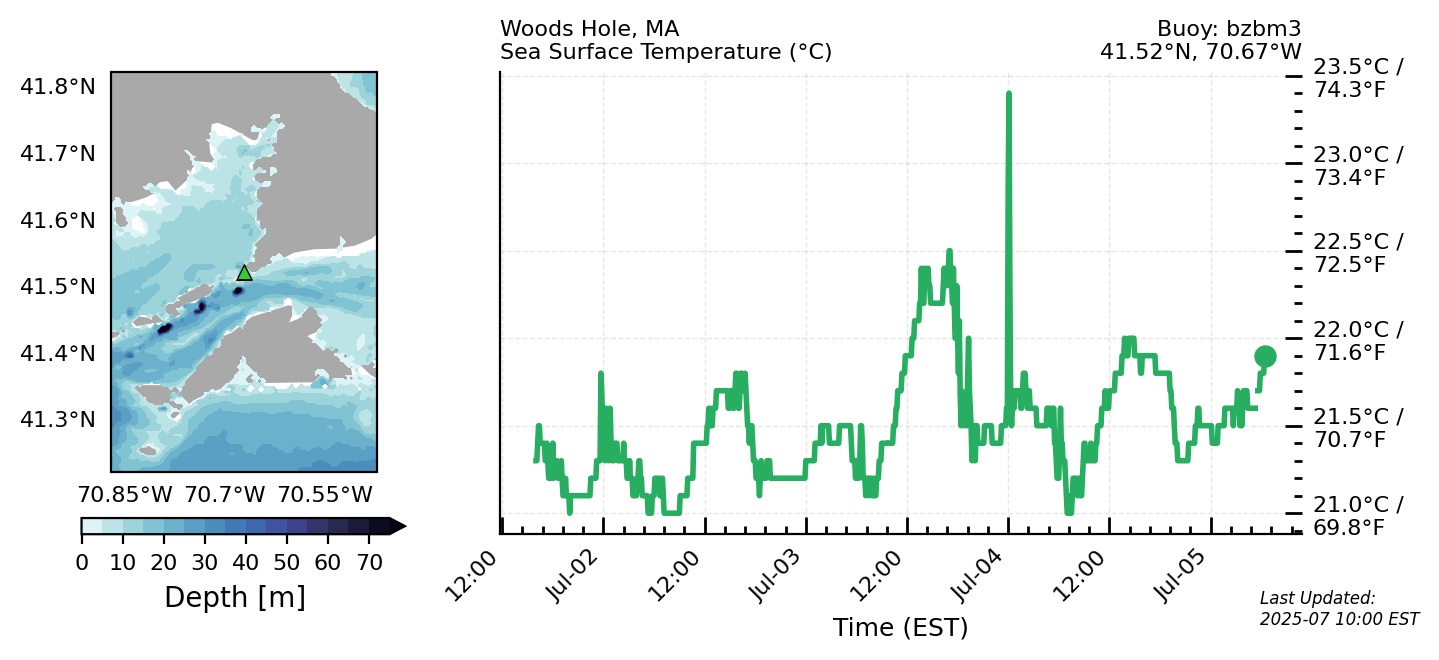 Woods Hole, MA
Sea Surface Temperature (°C)
Buoy: bzbm3
41.52°N, 70.67°W
41.8°N
41.7°N
41.6°N
41.5°N
41.4°N
41.3°N
70.85°W 70.7°W 70.55°W
0 10 20 30 40 50 60 70
Depth [m]
23.5°C /
74.3°F
23.0°C /
73.4°F
22.5°C /
72.5°F
22.0°C /
71.6°F
21.5°C /
70.7°F
21.0°C /
69.8°F
12:00 Jul-02 12:00 Jul-03 12:00 Jul-04 12:00 Jul-05
Time (EST)
Last Updated:
2025-07 10:00 EST